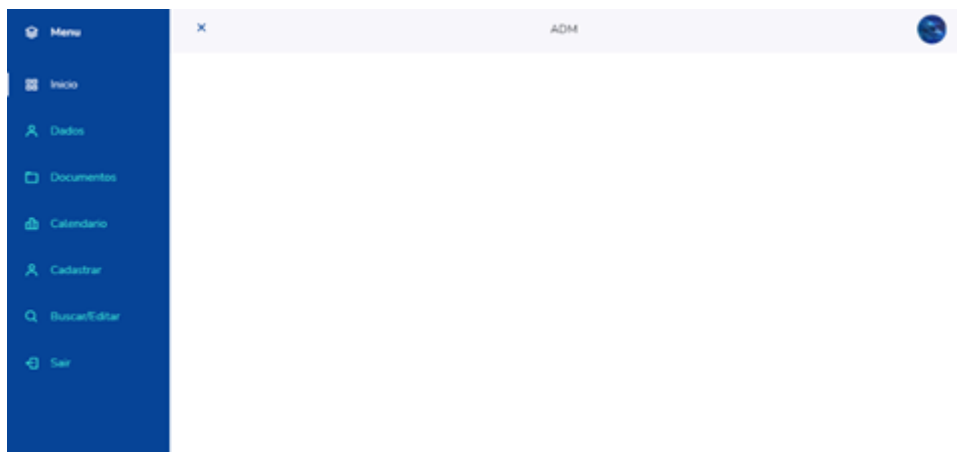 Menu
ADM
Inicio
Dados
Documentos
Calendario
Cadastrar
Buscar/Editar
Sair